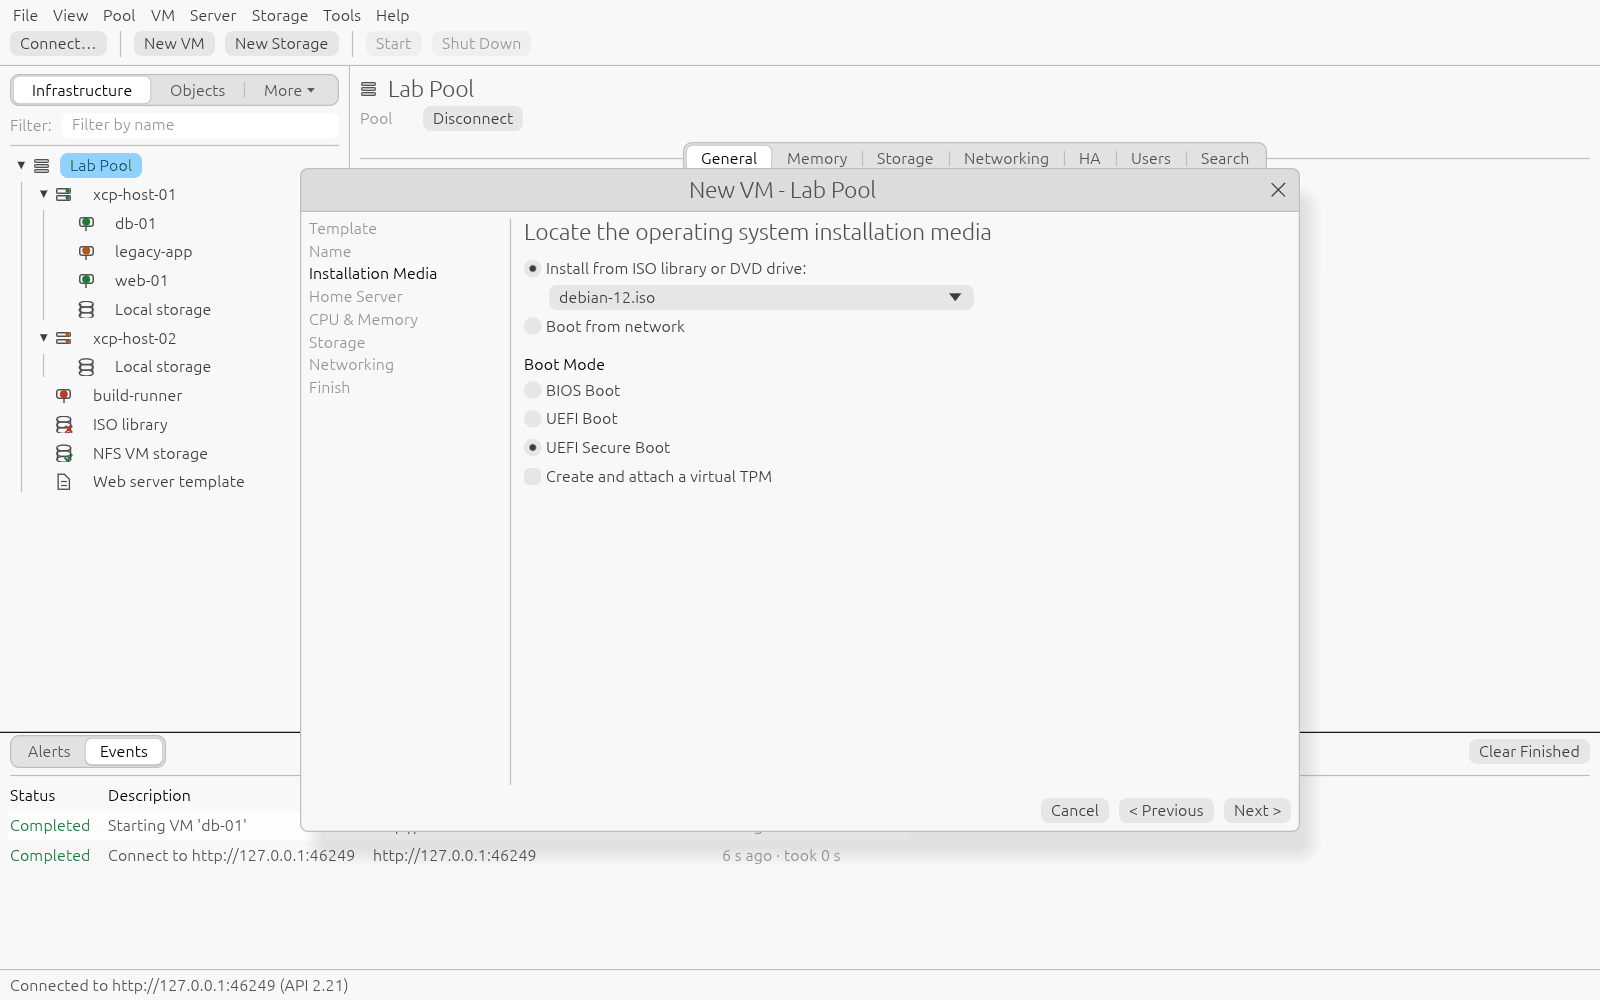 File View Pool VM Server Storage Tools Help
Connect... New VM New Storage Start Shut Down
Infrastructure Objects More
Filter: Filter by name
Lab Pool
xcp-host-01
db-01
legacy-app
web-01
Local storage
xcp-host-02
Local storage
build-runner
ISO library
NFS VM storage
Web server template
Lab Pool
Pool Disconnect
General Memory Storage Networking HA Users Search
New VM - Lab Pool
Template
Name
Installation Media
Home Server
CPU & Memory
Storage
Networking
Finish
Locate the operating system installation media
Install from ISO library or DVD drive:
debian-12.iso
Boot from network
Boot Mode
BIOS Boot
UEFI Boot
UEFI Secure Boot
Create and attach a virtual TPM
Cancel < Previous Next >
Alerts Events Clear Finished
Status Description
Completed Starting VM 'db-01'
Completed Connect to http://127.0.0.1:46249 http://127.0.0.1:46249 6 s ago · took 0 s
Connected to http://127.0.0.1:46249 (API 2.21)